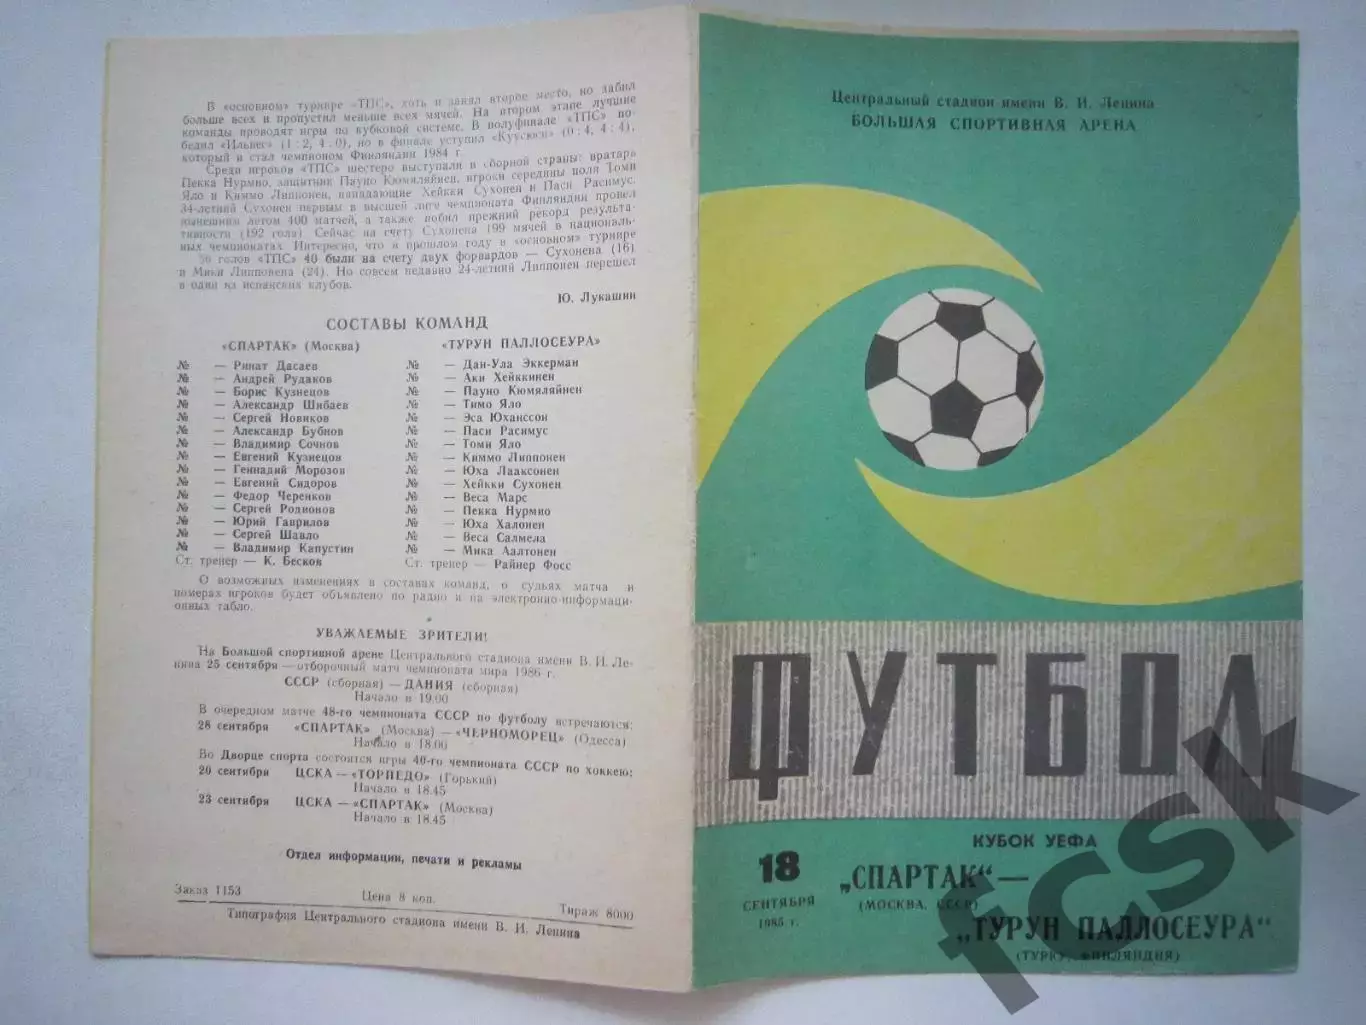 В «основном» турнире «ТПС», хоть и занял второе место, но забил
больше всех и пропустил меньше всех мячей. На втором этапе лучшие
команды проводят игры по кубковой системе. В полуфинале «ТПС» по-
бедил «Ильвес» (1:2, 4:0), но в финале уступил «Куусюси» (0:4, 4:4),
который и стал чемпионом Финляндии 1984 г.
Среди игроков «ТПС» шестеро выступали в сборной страны: вратарь
Пекка Нурмио, защитник Пауно Кюмяляйнен, игроки середины поля Томи
Яло и Киммо Липпонен, нападающие Хейкки Сухонен и Паси Расимус.
34-летний Сухонен первым в высшей лиге чемпионата Финляндии провел
нынешним летом 400 матчей, а также побил прежний рекорд результа-
тивности (192 гола). Сейчас на счету Сухонена 199 мячей в националь-
ных чемпионатах. Интересно, что в прошлом году в «основном» турнире
56 голов «ТПС» 40 были на счету двух форвардов — Сухонена (16)
и Мики Липпонена (24). Но совсем недавно 24-летний Липпонен перешел
в один из испанских клубов.
Ю. Лукашин
СОСТАВЫ КОМАНД
«СПАРТАК» (Москва) «ТУРУН ПАЛЛОСЕУРА»
№ — Ринат Дасаев № — Дан-Ула Эккерман
№ — Андрей Рудаков № — Аки Хейккинен
№ — Борис Кузнецов № — Пауно Кюмяляйнен
№ — Александр Шибаев № — Тимо Яло
№ — Сергей Новиков № — Эса Юханссон
№ — Александр Бубнов № — Паси Расимус
№ — Владимир Сочнов № — Томи Яло
№ — Евгений Кузнецов № — Киммо Липпонен
№ — Геннадий Морозов № — Юха Лааксонен
№ — Евгений Сидоров № — Хейкки Сухонен
№ — Федор Черенков № — Веса Марс
№ — Сергей Родионов № — Пекка Нурмио
№ — Юрий Гаврилов № — Юха Халонен
№ — Сергей Шавло № — Веса Салмела
№ — Владимир Капустин № — Мика Аалтонен
Ст. тренер — К. Бесков Ст. тренер — Райнер Фосс
О возможных изменениях в составах команд, о судьях матча и
номерах игроков будет объявлено по радио и на электронно-информаци-
онных табло.
УВАЖАЕМЫЕ ЗРИТЕЛИ!
На Большой спортивной арене Центрального стадиона имени В. И. Ле-
нина 25 сентября — отборочный матч чемпионата мира 1986 г.
СССР (сборная) — ДАНИЯ (сборная)
Начало в 19.00
В очередном матче 48-го чемпионата СССР по футболу встречаются:
28 сентября «СПАРТАК» (Москва) — «ЧЕРНОМОРЕЦ» (Одесса)
Начало в 18.00
Во Дворце спорта состоятся игры 40-го чемпионата СССР по хоккею:
20 сентября ЦСКА — «ТОРПЕДО» (Горький)
Начало в 18.45
23 сентября ЦСКА — «СПАРТАК» (Москва)
Начало в 18.45
Отдел информации, печати и рекламы
Заказ 1153 Цена 8 коп. Тираж 8000
Типография Центрального стадиона имени В. И. Ленина
Центральный стадион имени В. И. Ленина
БОЛЬШАЯ СПОРТИВНАЯ АРЕНА
ФУТБОЛ
КУБОК УЕФА
18
СЕНТЯБРЯ
1985 г.
„СПАРТАК“ —
(МОСКВА, СССР)
„ТУРУН ПАЛЛОСЕУРА“
(ТУРКУ, ФИНЛЯНДИЯ)
fcsk